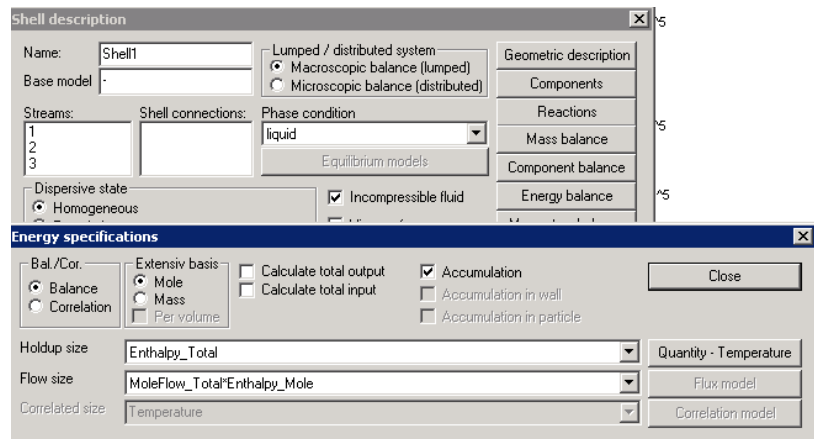 Shell description
Name: Shell1
Base model -
Lumped / distributed system
Macroscopic balance (lumped)
Microscopic balance (distributed)
Geometric description
Components
Reactions
Mass balance
Component balance
Energy balance
Streams:
1
2
3
Shell connections:
Phase condition
liquid
Equilibrium models
Dispersive state
Homogeneous
Incompressible fluid
^5
^5
^5
Energy specifications
Bal./Cor.
Balance
Correlation
Extensiv basis
Mole
Mass
Per volume
Calculate total output
Calculate total input
Accumulation
Accumulation in wall
Accumulation in particle
Close
Holdup size Enthalpy_Total Quantity - Temperature
Flow size MoleFlow_Total*Enthalpy_Mole Flux model
Correlated size Temperature Correlation model